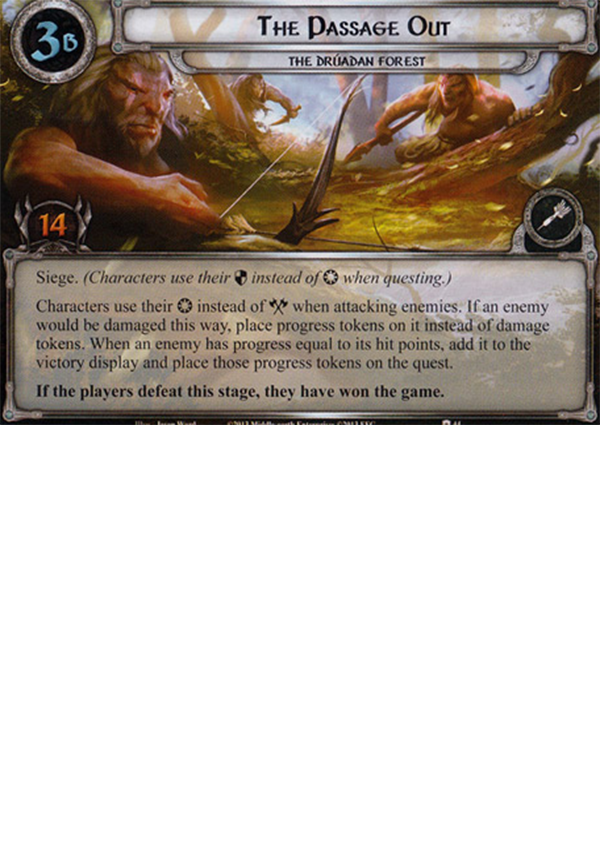 3B
THE PASSAGE OUT
THE DRÚADAN FOREST
14
Siege. (Characters use their instead of when questing.)
Characters use their instead of when attacking enemies. If an enemy
would be damaged this way, place progress tokens on it instead of damage
tokens. When an enemy has progress equal to its hit points, add it to the
victory display and place those progress tokens on the quest.
If the players defeat this stage, they have won the game.